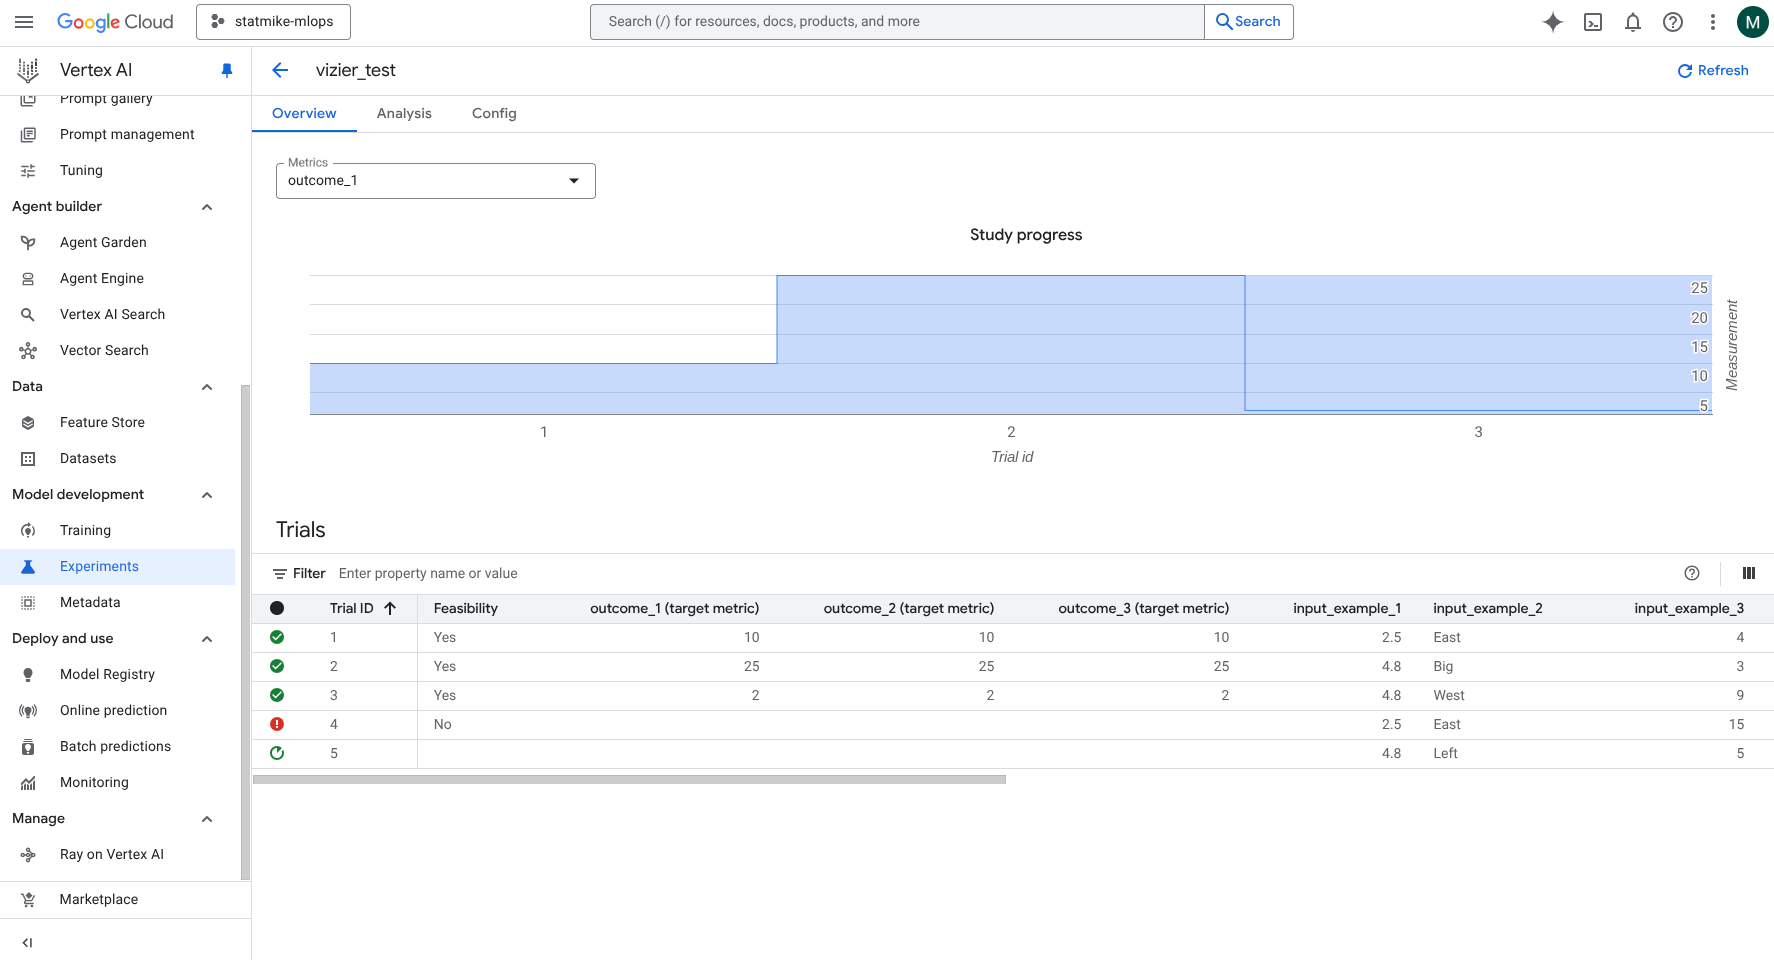 Google Cloud
statmike-mlops
Search (/) for resources, docs, products, and more
Search
M
Vertex AI
vizier_test
Refresh
Prompt gallery
Prompt management
Tuning
Agent builder
Agent Garden
Agent Engine
Vertex AI Search
Vector Search
Data
Feature Store
Datasets
Model development
Training
Experiments
Metadata
Deploy and use
Model Registry
Online prediction
Batch predictions
Monitoring
Manage
Ray on Vertex AI
Marketplace
Overview Analysis Config
Metrics
outcome_1
Study progress
25
20
15
10
5
Measurement
1 2 3
Trial id
Trials
Filter Enter property name or value
Trial ID Feasibility outcome_1 (target metric) outcome_2 (target metric) outcome_3 (target metric) input_example_1 input_example_2 input_example_3
1 Yes 10 10 10 2.5 East 4
2 Yes 25 25 25 4.8 Big 3
3 Yes 2 2 2 4.8 West 9
4 No 2.5 East 15
5 4.8 Left 5